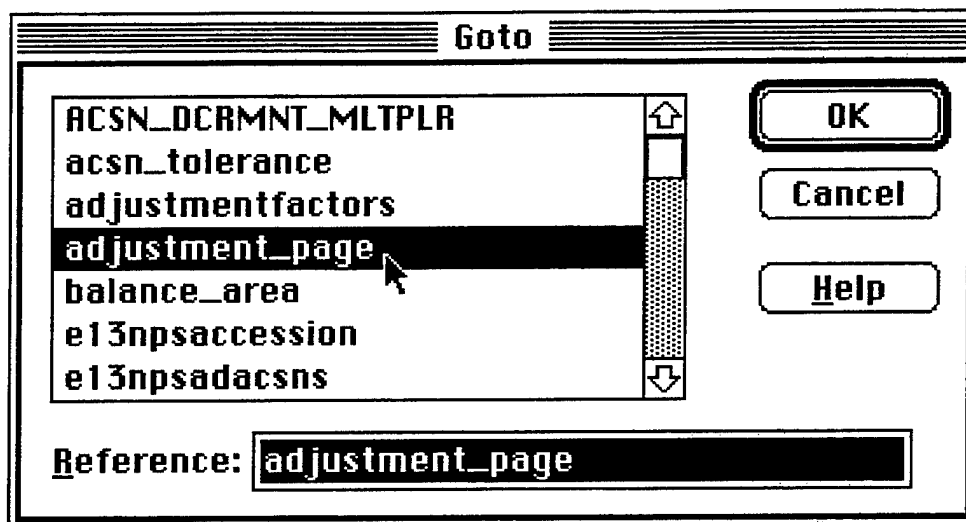 Goto
ACSN_DCRMNT_MLTPLR
acsn_tolerance
adjustmentfactors
adjustment_page
balance_area
e13npsaccession
e13npsadacsns
OK
Cancel
Help
Reference: adjustment_page